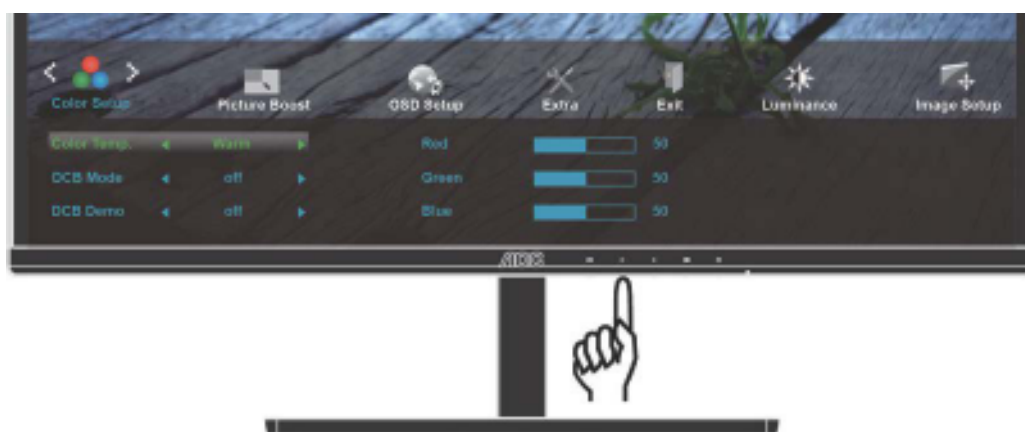 Color Setup Picture Boost OSD Setup Extra Exit Luminance Image Setup
Color Temp. Warm Red 50
DCB Mode off Green 50
DCB Demo off Blue 50
AOC